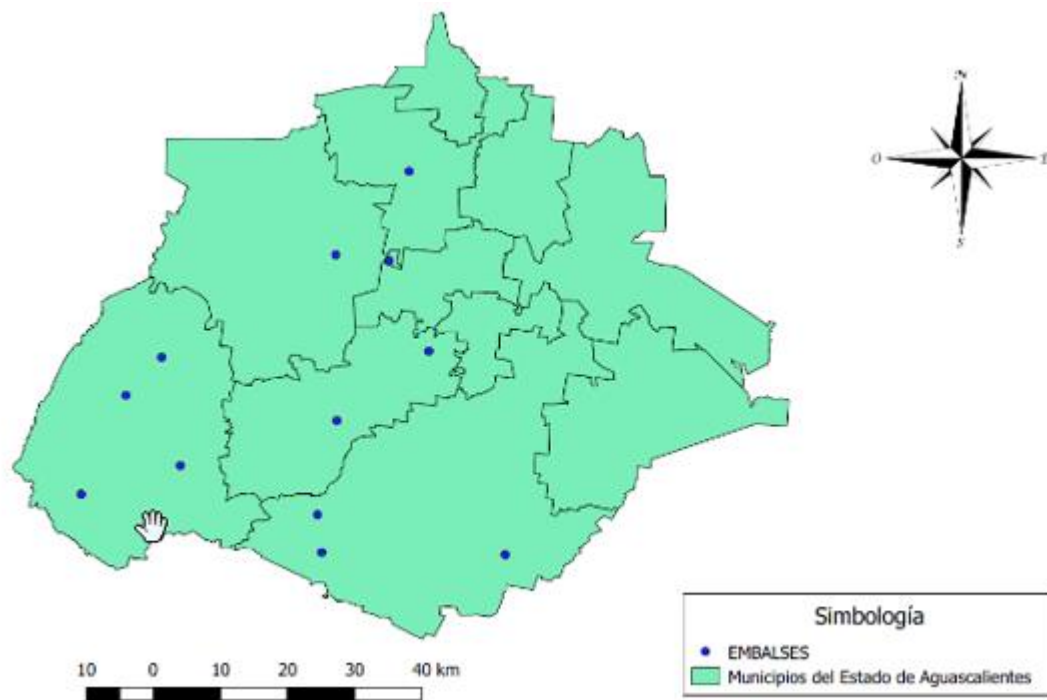 N
O
E
S
Simbología
EMBALSES
Municipios del Estado de Aguascalientes
10 0 10 20 30 40 km